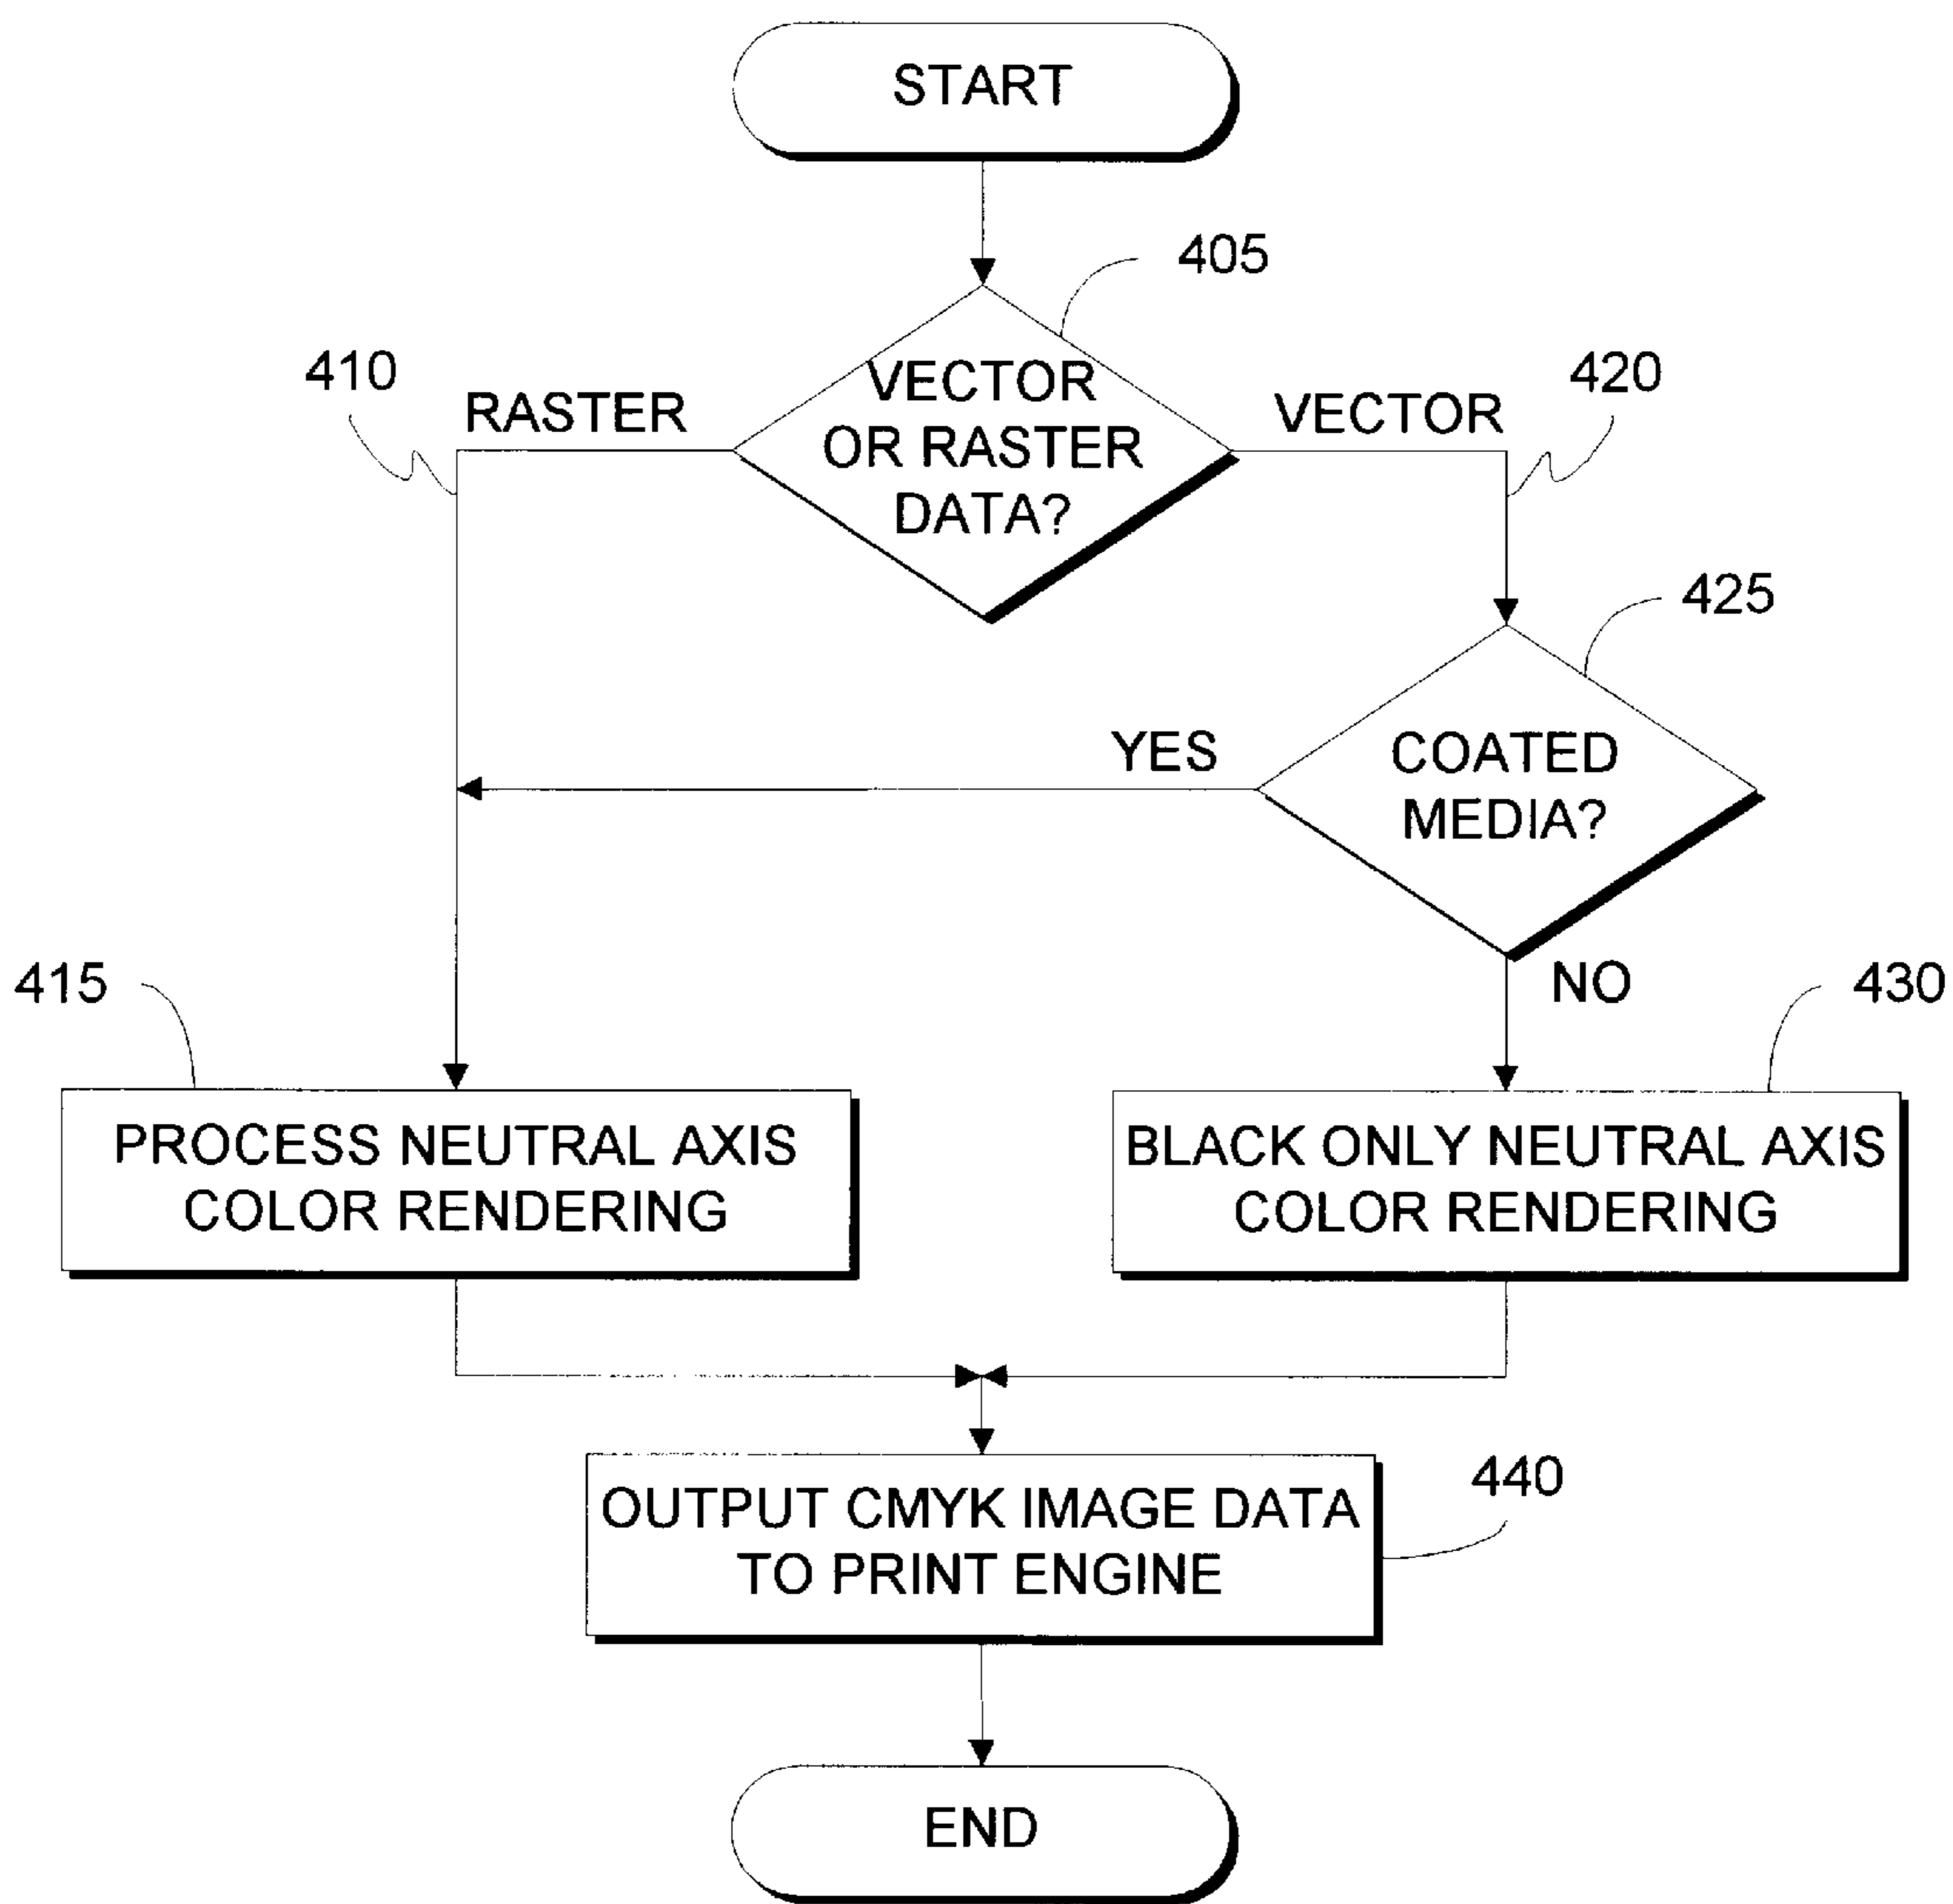 START
405
410
RASTER
VECTOR
OR RASTER
DATA?
VECTOR
420
425
YES
COATED
MEDIA?
NO
415
430
PROCESS NEUTRAL AXIS
COLOR RENDERING
BLACK ONLY NEUTRAL AXIS
COLOR RENDERING
OUTPUT CMYK IMAGE DATA
TO PRINT ENGINE
440
END